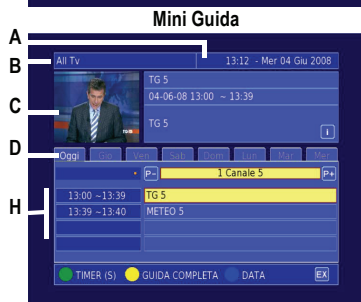 Mini Guida
A
B
C
D
H
All Tv 13:12 - Mer 04 Giu 2008
TG 5
04-06-08 13:00 ~ 13:39
TG 5
i
Oggi Gio Ven Sab Dom Lun Mar Mer
P- 1 Canale 5 P+
13:00 ~13:39 TG 5
13:39 ~13:40 METEO 5
TIMER (S) GUIDA COMPLETA DATA EX